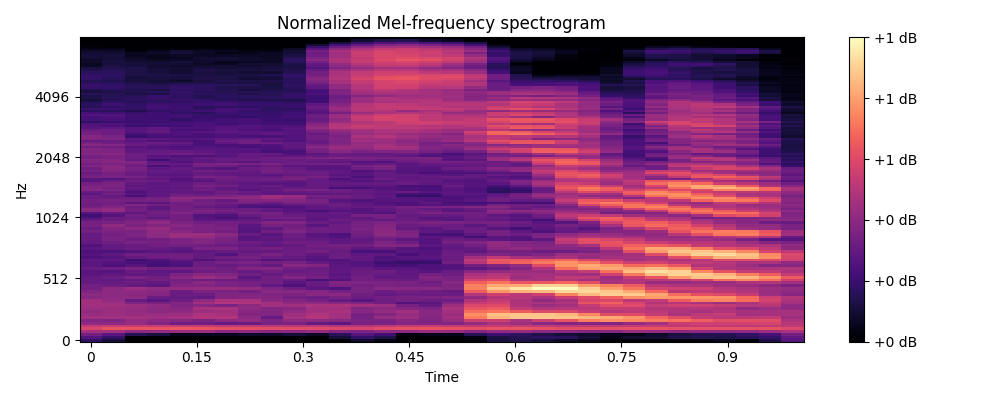 Normalized Mel-frequency spectrogram
Hz
4096
2048
1024
512
0
0 0.15 0.3 0.45 0.6 0.75 0.9
Time
+1 dB
+1 dB
+1 dB
+0 dB
+0 dB
+0 dB